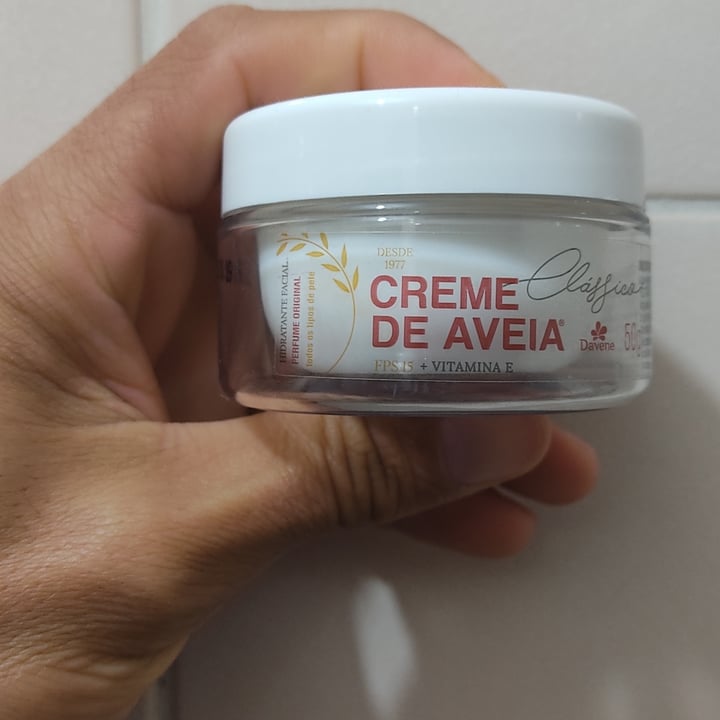 HIDRATANTE FACIAL
PERFUME ORIGINAL
todos os tipos de pele
DESDE
1977
CREME
DE AVEIA®
Clássico
FPS 15 + VITAMINA E
Davene
50g